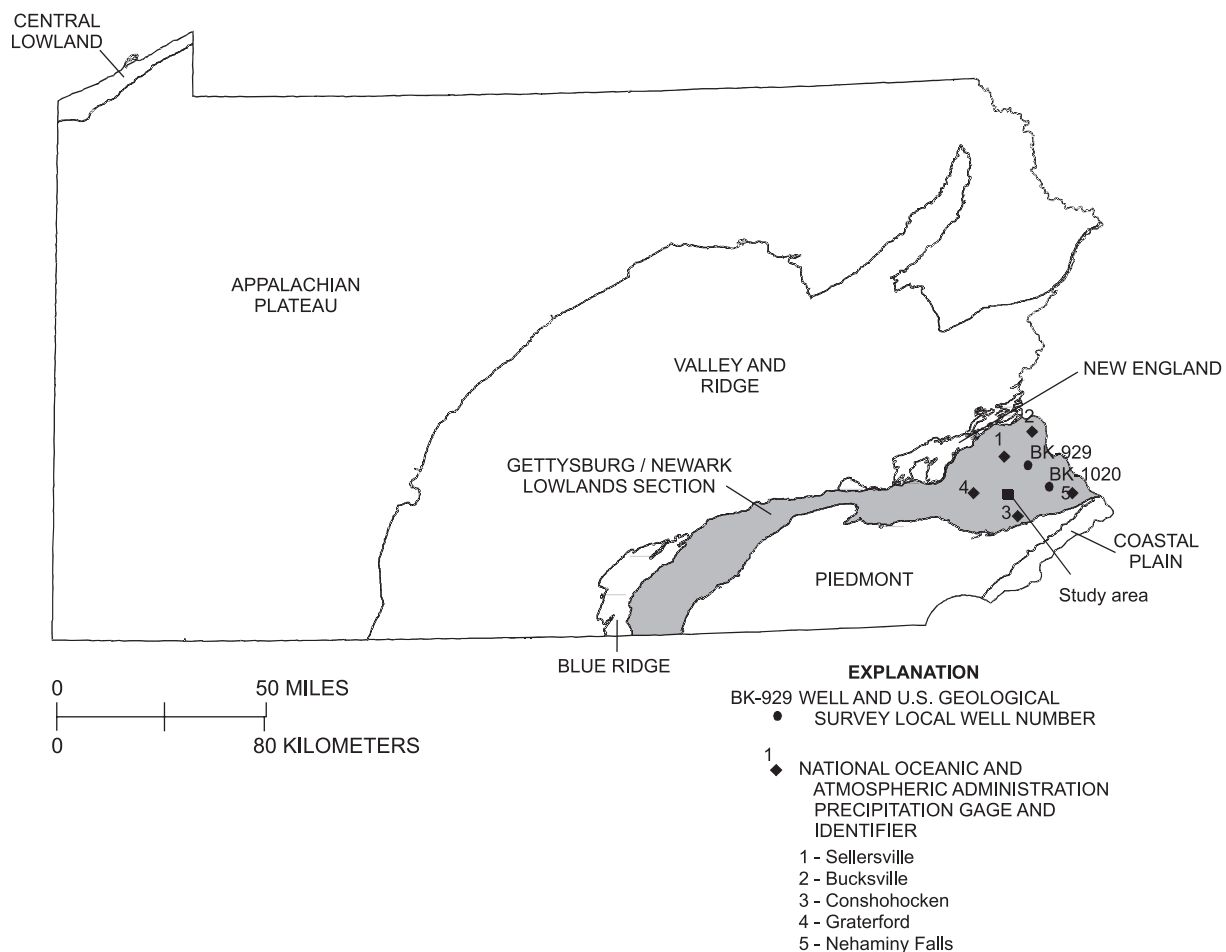 CENTRAL
LOWLAND
APPALACHIAN
PLATEAU
VALLEY AND
RIDGE
NEW ENGLAND
2
1
BK-929
GETTYSBURG / NEWARK
LOWLANDS SECTION
BK-1020
4
5
3
COASTAL
PLAIN
PIEDMONT
Study area
BLUE RIDGE
0 50 MILES
0 80 KILOMETERS
EXPLANATION
BK-929 WELL AND U.S. GEOLOGICAL
SURVEY LOCAL WELL NUMBER
1
NATIONAL OCEANIC AND
ATMOSPHERIC ADMINISTRATION
PRECIPITATION GAGE AND
IDENTIFIER
1 - Sellersville
2 - Bucksville
3 - Conshohocken
4 - Graterford
5 - Nehaminy Falls